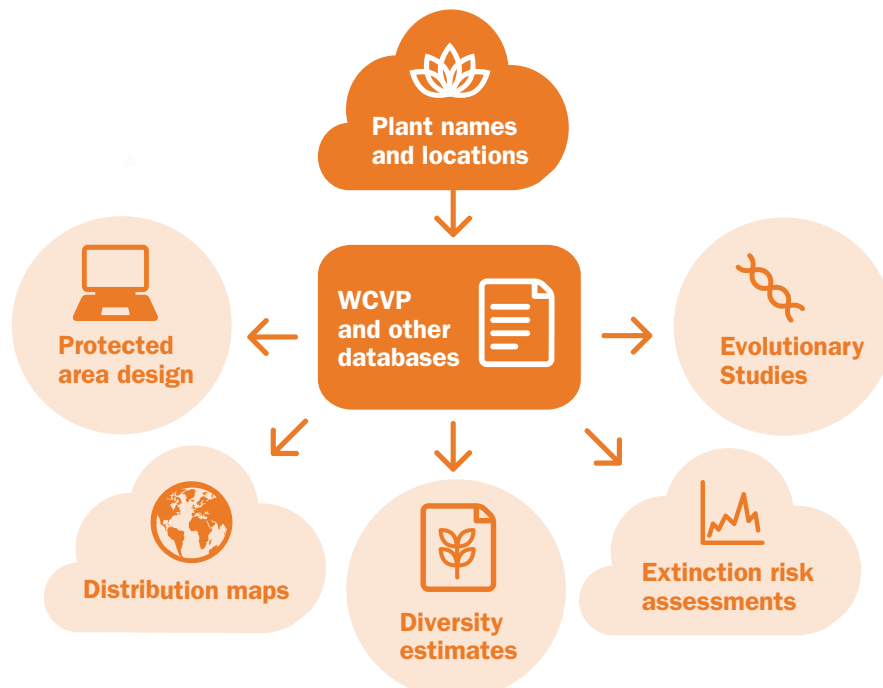 Plant names
and locations
WCVP
and other
databases
Protected
area design
Evolutionary
Studies
Distribution maps
Diversity
estimates
Extinction risk
assessments